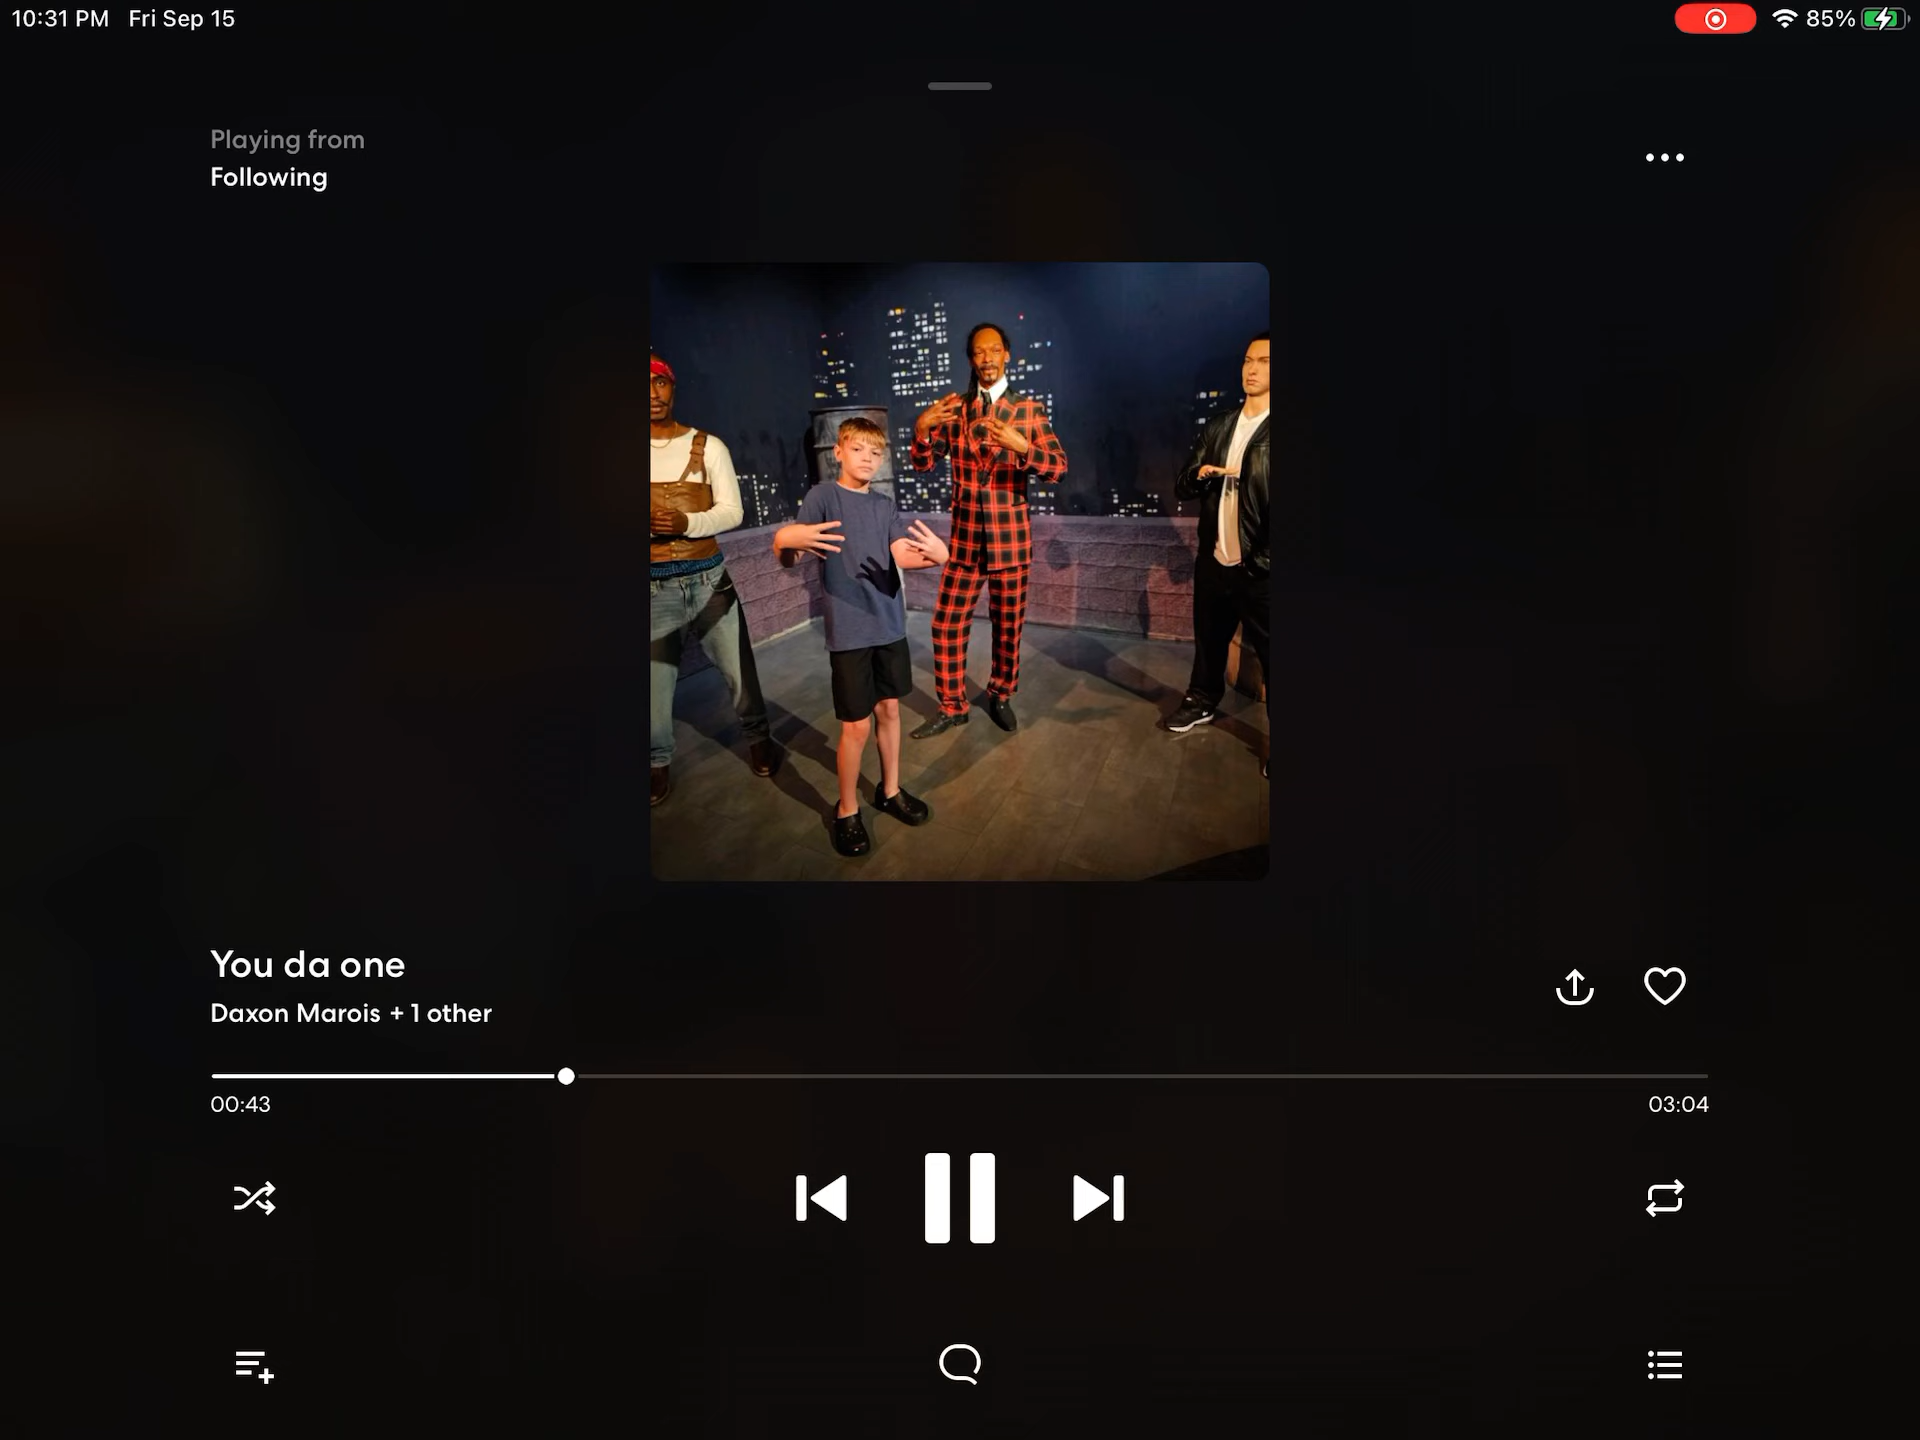 10:31 PM Fri Sep 15
85%
Playing from
Following
You da one
Daxon Marois + 1 other
00:43
03:04